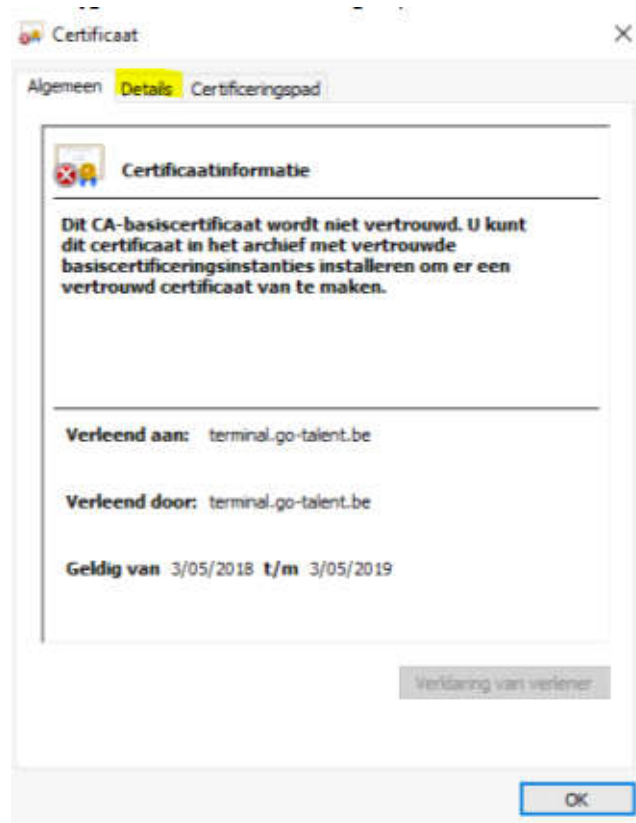 Certificaat
Algemeen Details Certificeringspad
Certificaatinformatie
Dit CA-basiscertificaat wordt niet vertrouwd. U kunt
dit certificaat in het archief met vertrouwde
basiscertificeringsinstanties installeren om er een
vertrouwd certificaat van te maken.
Verleend aan: terminal.go-talent.be
Verleend door: terminal.go-talent.be
Geldig van 3/05/2018 t/m 3/05/2019
Verklaring van verlener
OK